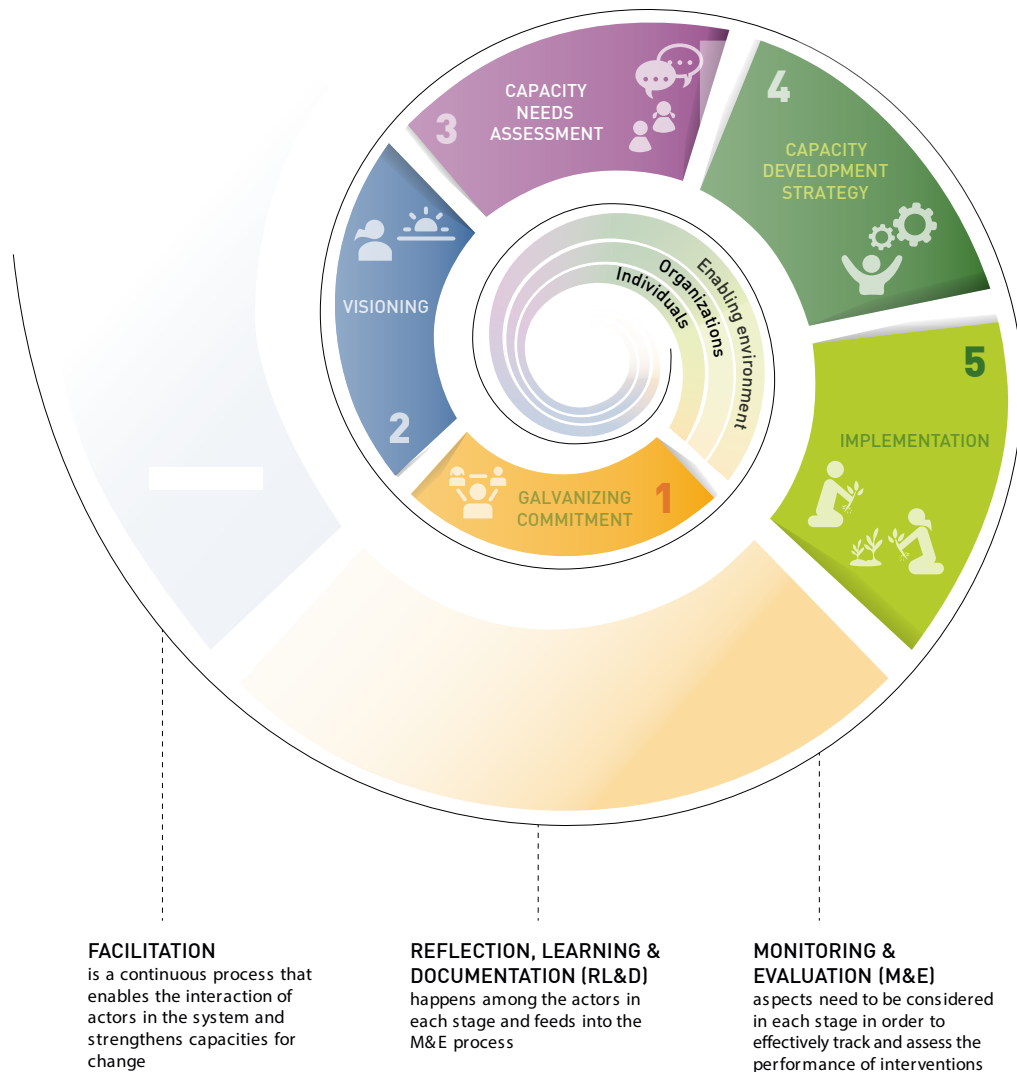 3
CAPACITY
NEEDS
ASSESSMENT
4
CAPACITY
DEVELOPMENT
STRATEGY
VISIONING
2
Enabling environment
Organizations
Individuals
5
IMPLEMENTATION
GALVANIZING
COMMITMENT
1
FACILITATION
is a continuous process that
enables the interaction of
actors in the system and
strengthens capacities for
change
REFLECTION, LEARNING &
DOCUMENTATION (RL&D)
happens among the actors in
each stage and feeds into the
M&E process
MONITORING &
EVALUATION (M&E)
aspects need to be considered
in each stage in order to
effectively track and assess the
performance of interventions